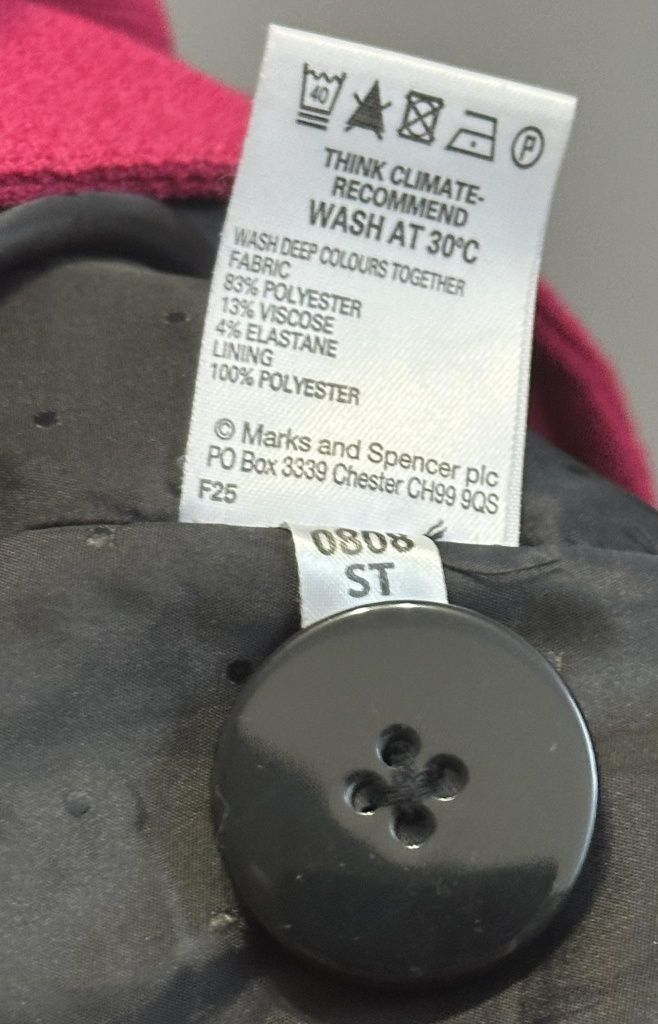 40
P
THINK CLIMATE-
RECOMMEND
WASH AT 30ºC
WASH DEEP COLOURS TOGETHER
FABRIC
83% POLYESTER
13% VISCOSE
4% ELASTANE
LINING
100% POLYESTER
© Marks and Spencer plc
PO Box 3339 Chester CH99 9QS
F25
0808
ST